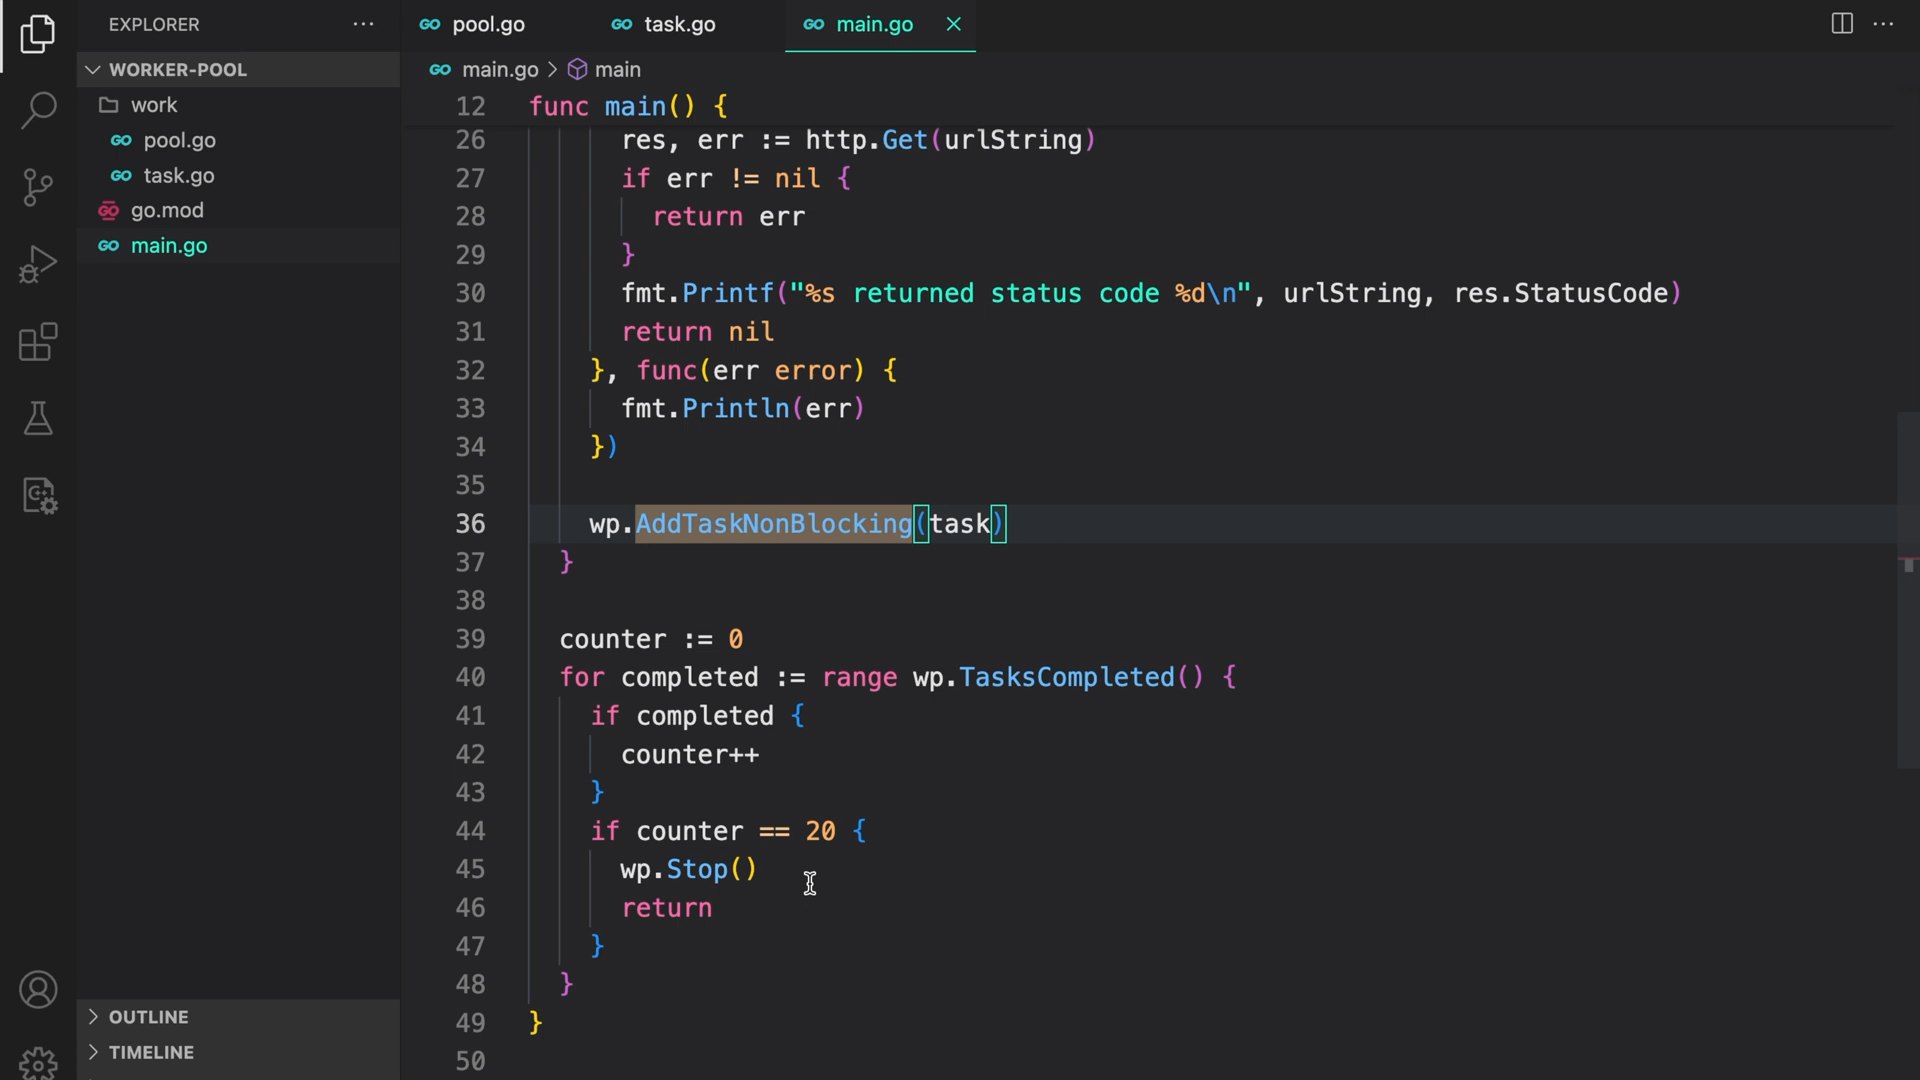 EXPLORER
pool.go
task.go
main.go
WORKER-POOL
work
pool.go
task.go
go.mod
main.go
OUTLINE
TIMELINE
main.go > main
12 func main() {
26 res, err := http.Get(urlString)
27 if err != nil {
28 return err
29 }
30 fmt.Printf("%s returned status code %d\n", urlString, res.StatusCode)
31 return nil
32 }, func(err error) {
33 fmt.Println(err)
34 })
35
36 wp.AddTaskNonBlocking(task)
37 }
38
39 counter := 0
40 for completed := range wp.TasksCompleted() {
41 if completed {
42 counter++
43 }
44 if counter == 20 {
45 wp.Stop()
46 return
47 }
48 }
49 }
50